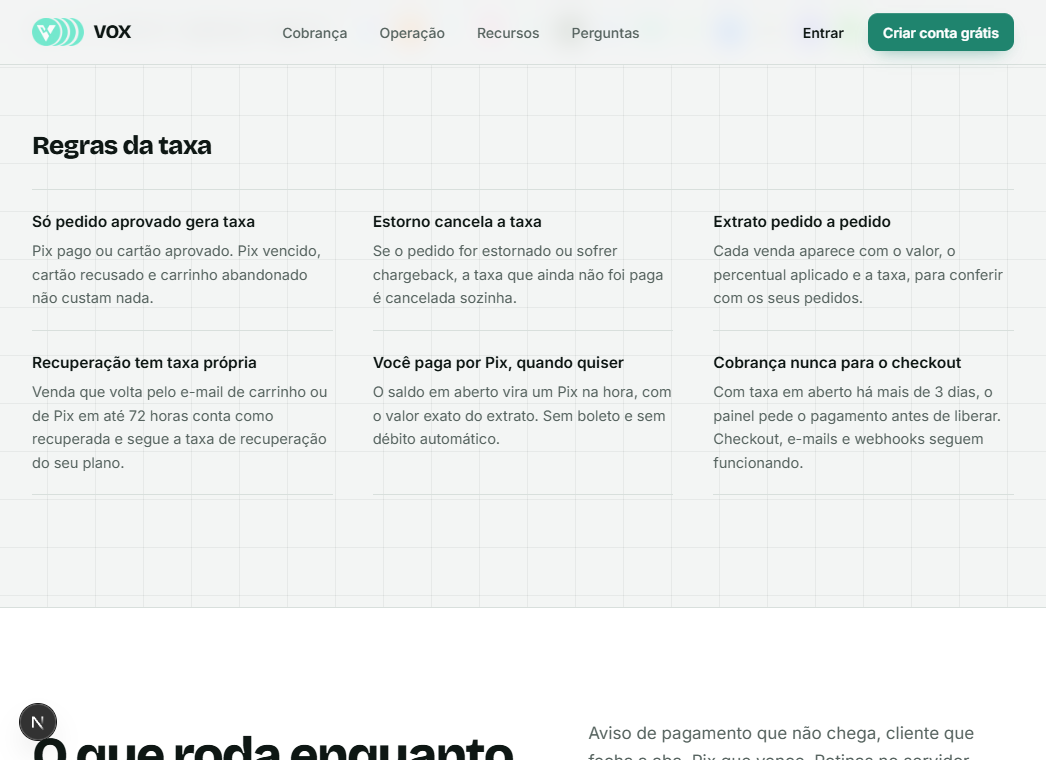 VOX
Cobrança
Operação
Recursos
Perguntas
Entrar
Criar conta grátis
Regras da taxa
Só pedido aprovado gera taxa
Pix pago ou cartão aprovado. Pix vencido,
cartão recusado e carrinho abandonado
não custam nada.
Estorno cancela a taxa
Se o pedido for estornado ou sofrer
chargeback, a taxa que ainda não foi paga
é cancelada sozinha.
Extrato pedido a pedido
Cada venda aparece com o valor, o
percentual aplicado e a taxa, para conferir
com os seus pedidos.
Recuperação tem taxa própria
Venda que volta pelo e-mail de carrinho ou
de Pix em até 72 horas conta como
recuperada e segue a taxa de recuperação
do seu plano.
Você paga por Pix, quando quiser
O saldo em aberto vira um Pix na hora, com
o valor exato do extrato. Sem boleto e sem
débito automático.
Cobrança nunca para o checkout
Com taxa em aberto há mais de 3 dias, o
painel pede o pagamento antes de liberar.
Checkout, e-mails e webhooks seguem
funcionando.
N
O que roda enquanto
Aviso de pagamento que não chega, cliente que
fecha a aba, Pix que vence. Rotinas no servidor